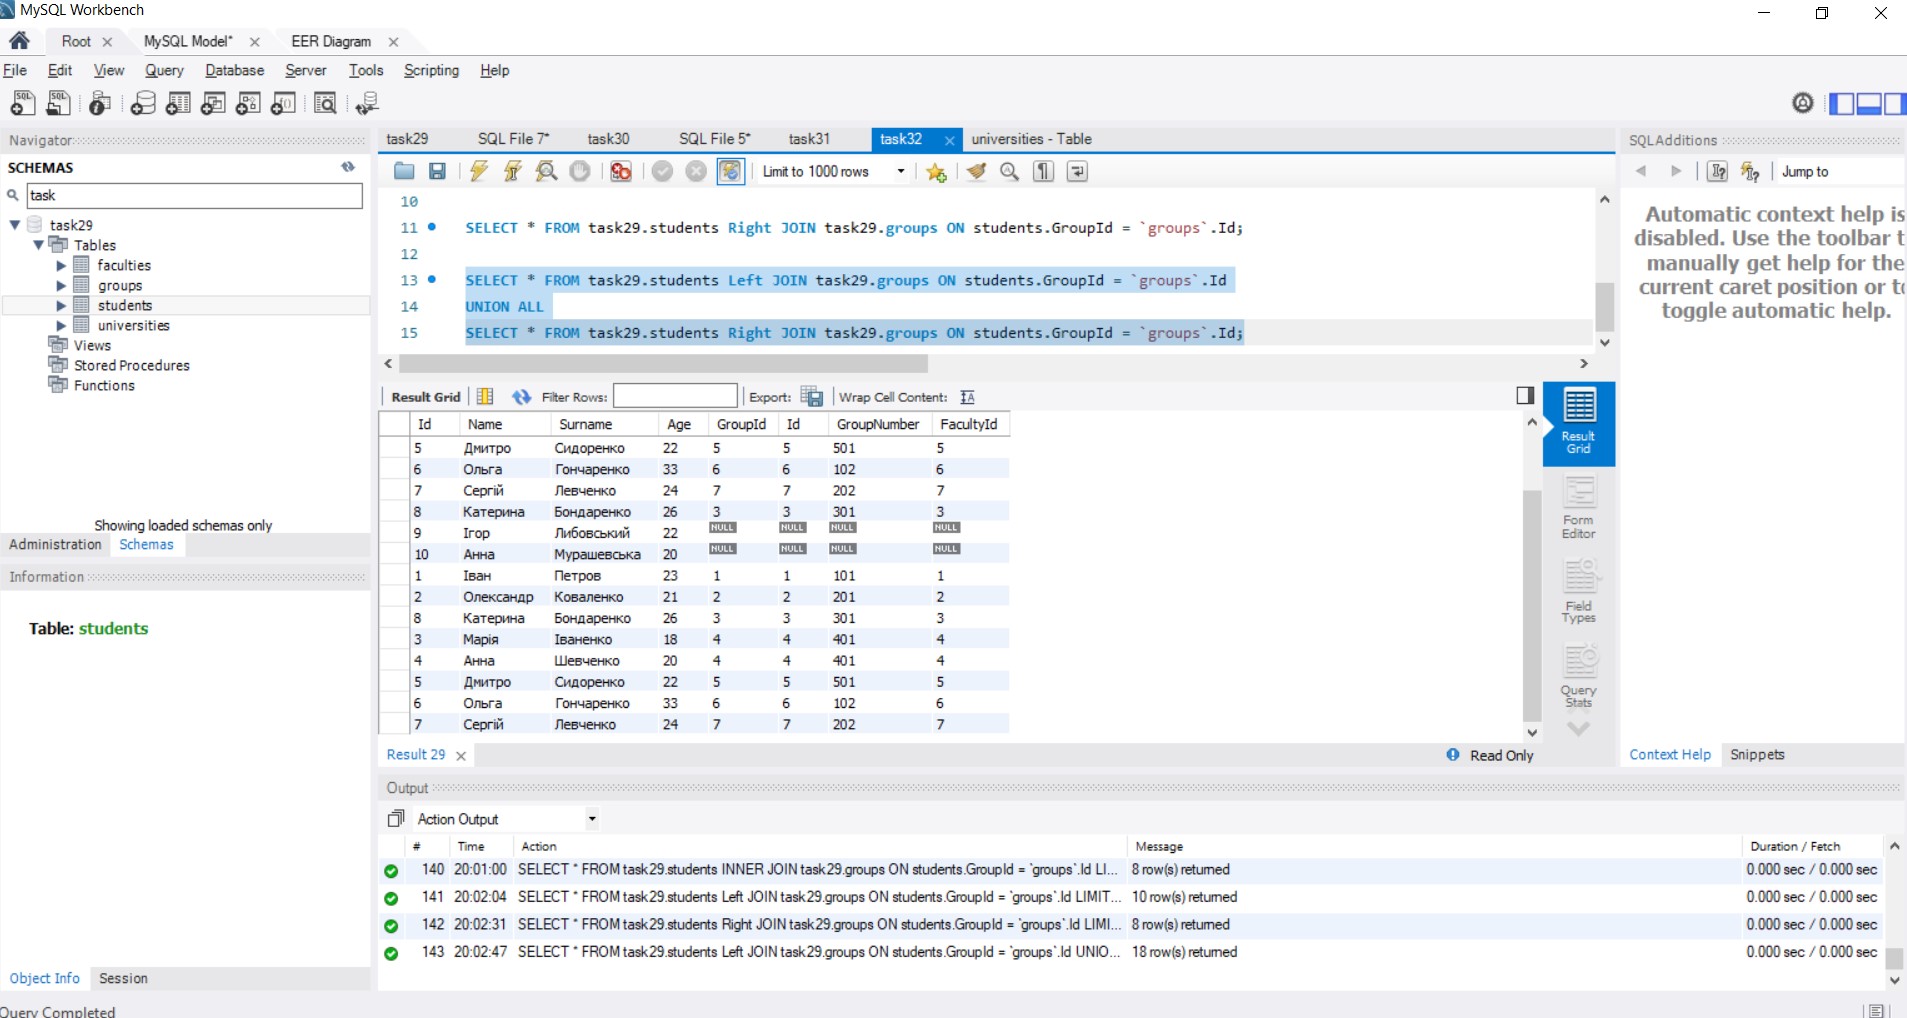 MySQL Workbench
Root
MySQL Model*
EER Diagram
File Edit View Query Database Server Tools Scripting Help
Navigator
SCHEMAS
task
task29
Tables
faculties
groups
students
universities
Views
Stored Procedures
Functions
Showing loaded schemas only
Administration Schemas
Information
Table: students
Object Info Session
Query Completed
task29 SQL File 7* task30 SQL File 5* task31 task32 universities - Table
Limit to 1000 rows
10
11 SELECT * FROM task29.students Right JOIN task29.groups ON students.GroupId = `groups`.Id;
12
13 SELECT * FROM task29.students Left JOIN task29.groups ON students.GroupId = `groups`.Id
14 UNION ALL
15 SELECT * FROM task29.students Right JOIN task29.groups ON students.GroupId = `groups`.Id;
Result Grid Filter Rows: Export: Wrap Cell Content:
Id Name Surname Age GroupId Id GroupNumber FacultyId
5 Дмитро Сидоренко 22 5 5 501 5
6 Ольга Гончаренко 33 6 6 102 6
7 Сергій Левченко 24 7 7 202 7
8 Катерина Бондаренко 26 3 3 301 3
9 Ігор Либовський 22 NULL NULL NULL NULL
10 Анна Мурашевська 20 NULL NULL NULL NULL
1 Іван Петров 23 1 1 101 1
2 Олександр Коваленко 21 2 2 201 2
8 Катерина Бондаренко 26 3 3 301 3
3 Марія Іваненко 18 4 4 401 4
4 Анна Шевченко 20 4 4 401 4
5 Дмитро Сидоренко 22 5 5 501 5
6 Ольга Гончаренко 33 6 6 102 6
7 Сергій Левченко 24 7 7 202 7
Result Grid
Form Editor
Field Types
Query Stats
Result 29
Read Only
Output
Action Output
# Time Action Message Duration / Fetch
140 20:01:00 SELECT * FROM task29.students INNER JOIN task29.groups ON students.GroupId = `groups`.Id LI... 8 row(s) returned 0.000 sec / 0.000 sec
141 20:02:04 SELECT * FROM task29.students Left JOIN task29.groups ON students.GroupId = `groups`.Id LIMIT... 10 row(s) returned 0.000 sec / 0.000 sec
142 20:02:31 SELECT * FROM task29.students Right JOIN task29.groups ON students.GroupId = `groups`.Id LIMI... 8 row(s) returned 0.000 sec / 0.000 sec
143 20:02:47 SELECT * FROM task29.students Left JOIN task29.groups ON students.GroupId = `groups`.Id UNIO... 18 row(s) returned 0.000 sec / 0.000 sec
SQLAdditions
Jump to
Automatic context help is
disabled. Use the toolbar t
manually get help for the
current caret position or to
toggle automatic help.
Context Help Snippets